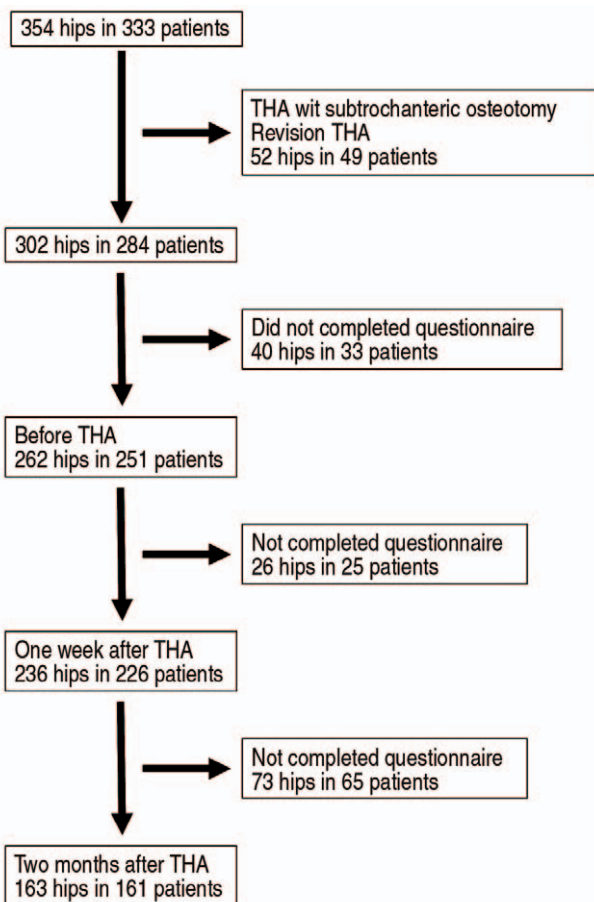 354 hips in 333 patients
THA wit subtrochanteric osteotomy
Revision THA
52 hips in 49 patients
302 hips in 284 patients
Did not completed questionnaire
40 hips in 33 patients
Before THA
262 hips in 251 patients
Not completed questionnaire
26 hips in 25 patients
One week after THA
236 hips in 226 patients
Not completed questionnaire
73 hips in 65 patients
Two months after THA
163 hips in 161 patients